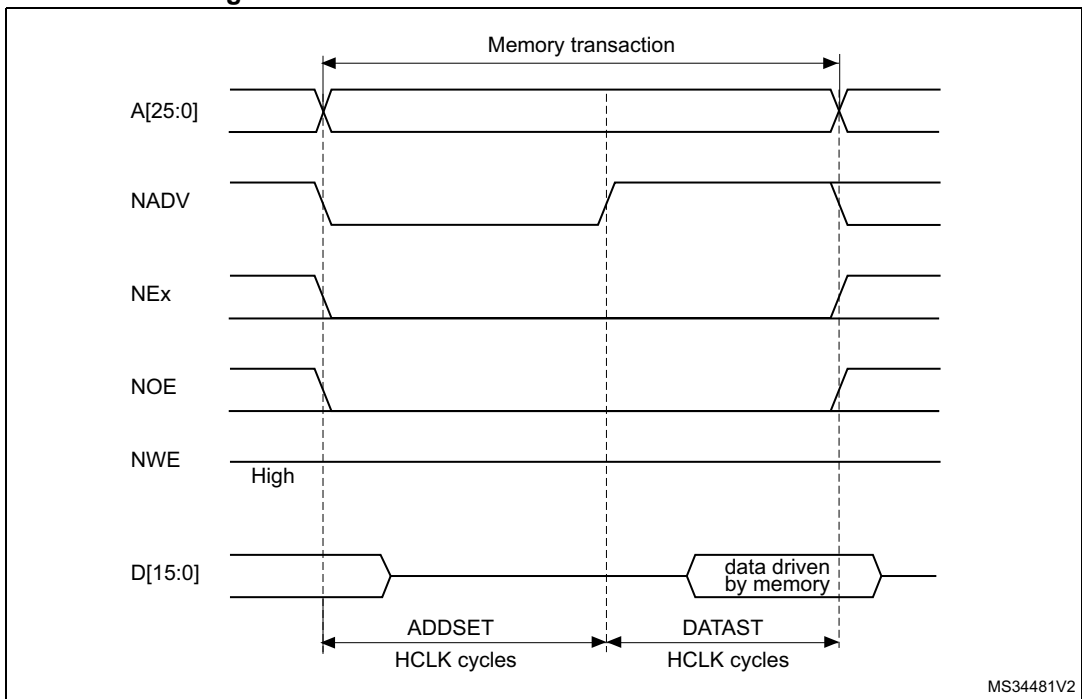 Memory transaction
A[25:0]
NADV
NEx
NOE
NWE
High
D[15:0]
data driven
by memory
ADDSET
DATAST
HCLK cycles
HCLK cycles
MS34481V2